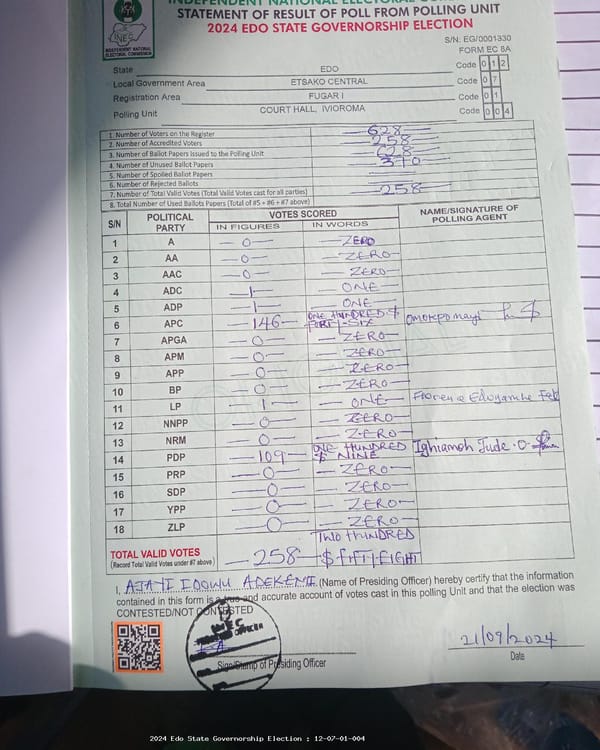 INDEPENDENT NATIONAL ELECTORAL
STATEMENT OF RESULT OF POLL FROM POLLING UNIT
2024 EDO STATE GOVERNORSHIP ELECTION
INEC
INDEPENDENT NATIONAL ELECTORAL COMMISSION
S/N: EG/0001330
FORM EC 8A
State EDO Code 0 1 2
Local Government Area ETSAKO CENTRAL Code 0 7
Registration Area FUGAR I Code 0 1
Polling Unit COURT HALL, IVIOROMA Code 0 0 4
1. Number of Voters on the Register 628
2. Number of Accredited Voters 258
3. Number of Ballot Papers Issued to the Polling Unit 628
4. Number of Unused Ballot Papers 370
5. Number of Spoiled Ballot Papers
6. Number of Rejected Ballots
7. Number of Total Valid Votes (Total Valid Votes cast for all parties) 258
8. Total Number of Used Ballots Papers (Total of #5 + #6 + #7 above)
S/N POLITICAL PARTY VOTES SCORED NAME/SIGNATURE OF POLLING AGENT
IN FIGURES IN WORDS
1 A 0 ZERO
2 AA 0 ZERO
3 AAC 0 ZERO
4 ADC 1 ONE
5 ADP 1 ONE
6 APC 146 ONE HUNDRED & FORTY-SIX
7 APGA 0 ZERO
8 APM 0 ZERO
9 APP 0 ZERO
10 BP 0 ZERO
11 LP 1 ONE
12 NNPP 0 ZERO
13 NRM 0 ZERO
14 PDP 109 ONE HUNDRED & NINE Ighiamoh Jude .O.
15 PRP 0 ZERO
16 SDP 0 ZERO
17 YPP 0 ZERO
18 ZLP 0 ZERO
TOTAL VALID VOTES 258 TWO HUNDRED & FIFTY EIGHT
(Record Total Valid Votes under #7 above)
I, AJAYI IDOWU ADEKEMI (Name of Presiding Officer) hereby certify that the information
contained in this form is a true and accurate account of votes cast in this polling Unit and that the election was
CONTESTED/NOT CONTESTED
INEC
PRESIDING OFFICER
21/09/2024
Sign/Stamp of Presiding Officer
Date
2024 Edo State Governorship Election : 12-07-01-004